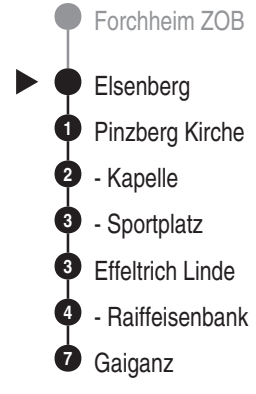 Forchheim ZOB
Elsenberg
1 Pinzberg Kirche
2 - Kapelle
3 - Sportplatz
3 Effeltrich Linde
4 - Raiffeisenbank
7 Gaiganz